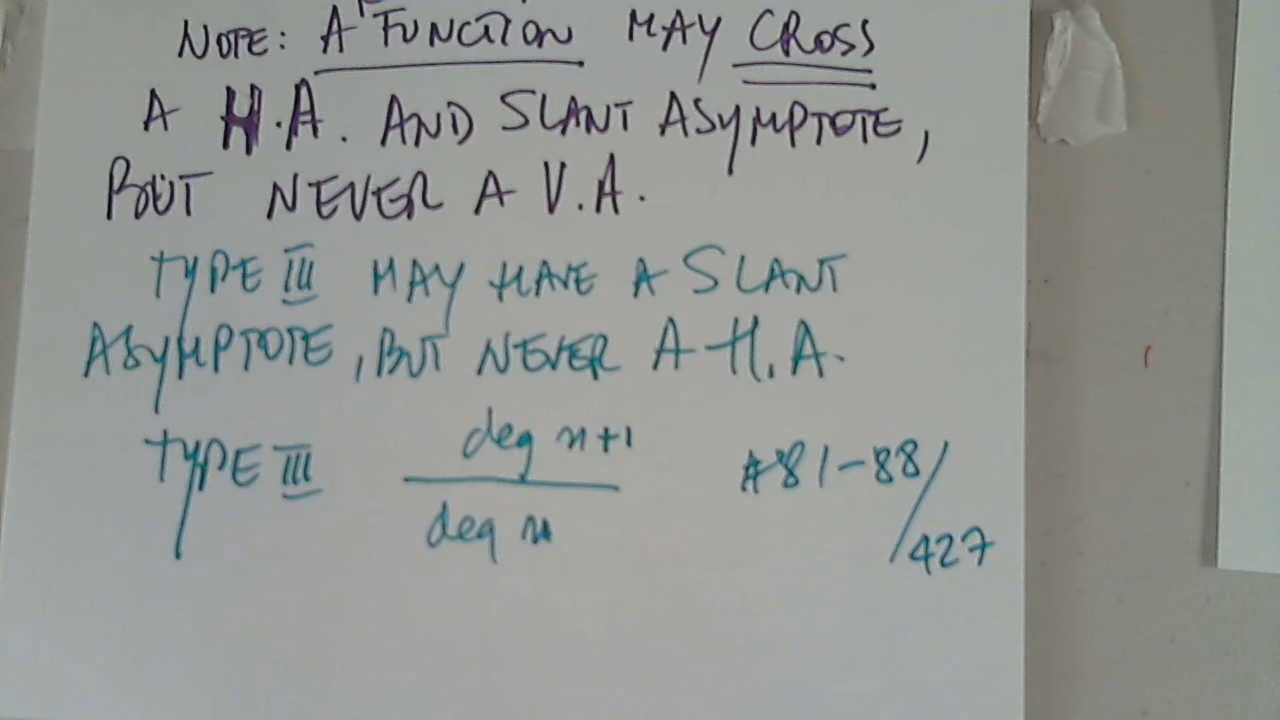 NOTE: A FUNCTION MAY CROSS
A H.A. AND SLANT ASYMPTOTE,
BUT NEVER A V.A.
TYPE III MAY HAVE A SLANT
ASYMPTOTE, BUT NEVER A H.A.
TYPE III deg n+1 #81-88/
deg n /427